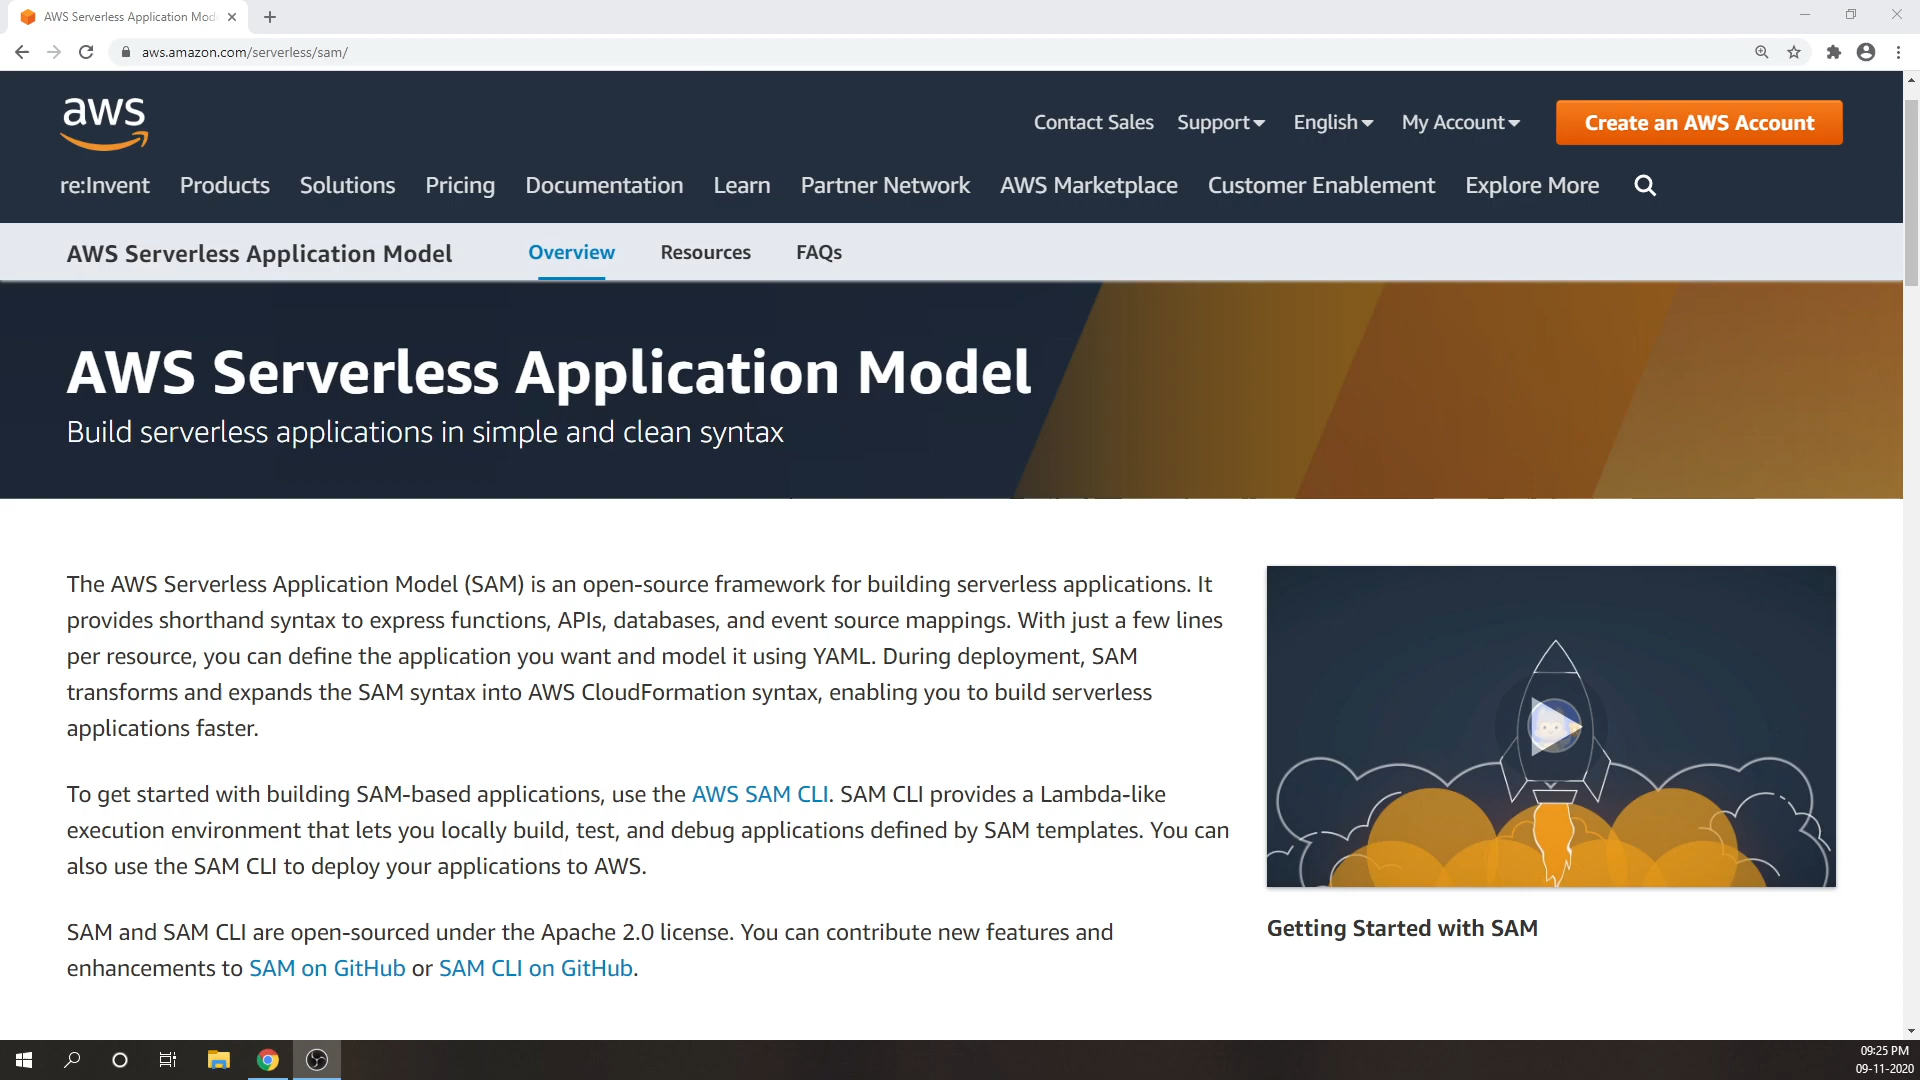 AWS Serverless Application Mod
aws.amazon.com/serverless/sam/
aws
Contact Sales Support English My Account Create an AWS Account
re:Invent Products Solutions Pricing Documentation Learn Partner Network AWS Marketplace Customer Enablement Explore More
AWS Serverless Application Model Overview Resources FAQs
AWS Serverless Application Model
Build serverless applications in simple and clean syntax
The AWS Serverless Application Model (SAM) is an open-source framework for building serverless applications. It
provides shorthand syntax to express functions, APIs, databases, and event source mappings. With just a few lines
per resource, you can define the application you want and model it using YAML. During deployment, SAM
transforms and expands the SAM syntax into AWS CloudFormation syntax, enabling you to build serverless
applications faster.
To get started with building SAM-based applications, use the AWS SAM CLI. SAM CLI provides a Lambda-like
execution environment that lets you locally build, test, and debug applications defined by SAM templates. You can
also use the SAM CLI to deploy your applications to AWS.
SAM and SAM CLI are open-sourced under the Apache 2.0 license. You can contribute new features and
enhancements to SAM on GitHub or SAM CLI on GitHub.
Getting Started with SAM
09:25 PM
09-11-2020